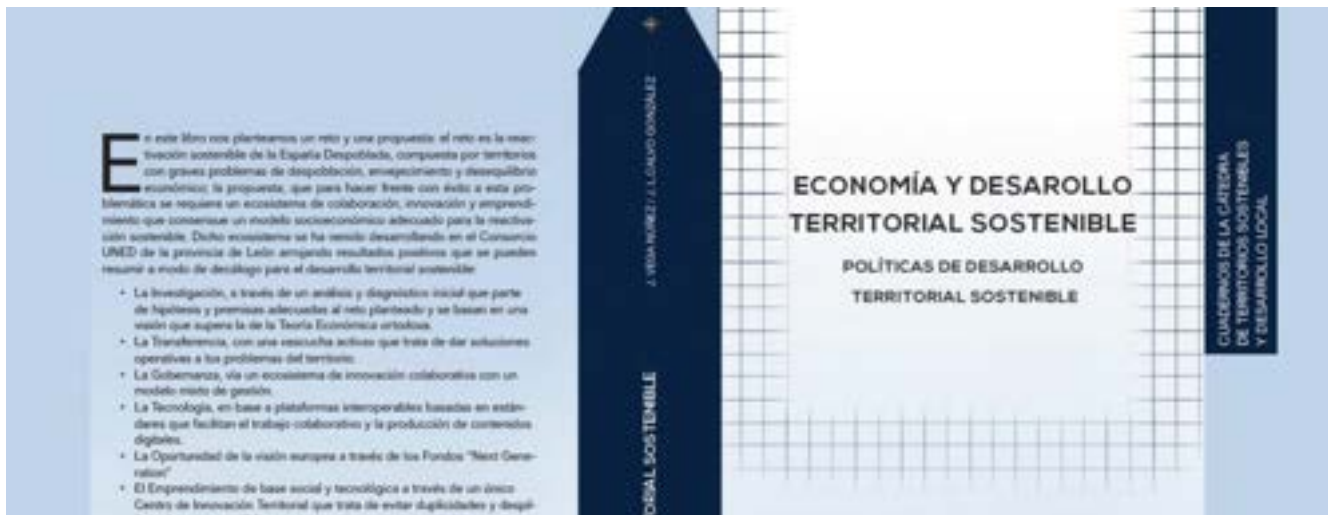 En este libro nos planteamos un reto y una propuesta: el reto es la reac-
tivación sostenible de la España Despoblada, compuesta por territorios
con graves problemas de despoblación, envejecimiento y desequilibrio
económico; la propuesta, que para hacer frente con éxito a esta pro-
blemática se requiere un ecosistema de colaboración, innovación y emprendi-
miento que consensue un modelo socioeconómico adecuado para la reactiva-
ción sostenible. Dicho ecosistema se ha venido desarrollando en el Consorcio
UNED de la provincia de León arrojando resultados positivos que se pueden
resumir a modo de decálogo para el desarrollo territorial sostenible:
• La Investigación, a través de un análisis y diagnóstico inicial que parte
de hipótesis y premisas adecuadas al reto planteado y se basan en una
visión que supera la de la Teoría Económica ortodoxa.
• La Transferencia, con una escucha activa que trata de dar soluciones
operativas a los problemas del territorio.
• La Gobernanza, vía un ecosistema de innovación colaborativa con un
modelo mixto de gestión.
• La Tecnología, en base a plataformas interoperables basadas en están-
dares que facilitan el trabajo colaborativo y la producción de contenidos
digitales.
• La Oportunidad de la visión europea a través de los Fondos "Next Gene-
ration"
• El Emprendimiento de base social y tecnológica a través de un único
Centro de Innovación Territorial que trata de evitar duplicidades y despil-
J. VEGA NÚÑEZ / J. L. CALVO GONZÁLEZ
ORIAL SOSTENIBLE
ECONOMÍA Y DESAROLLO
TERRITORIAL SOSTENIBLE
POLÍTICAS DE DESARROLLO
TERRITORIAL SOSTENIBLE
CUADERNOS DE LA CÁTEDRA
DE TERRITORIOS SOSTENIBLES
Y DESARROLLO LOCAL